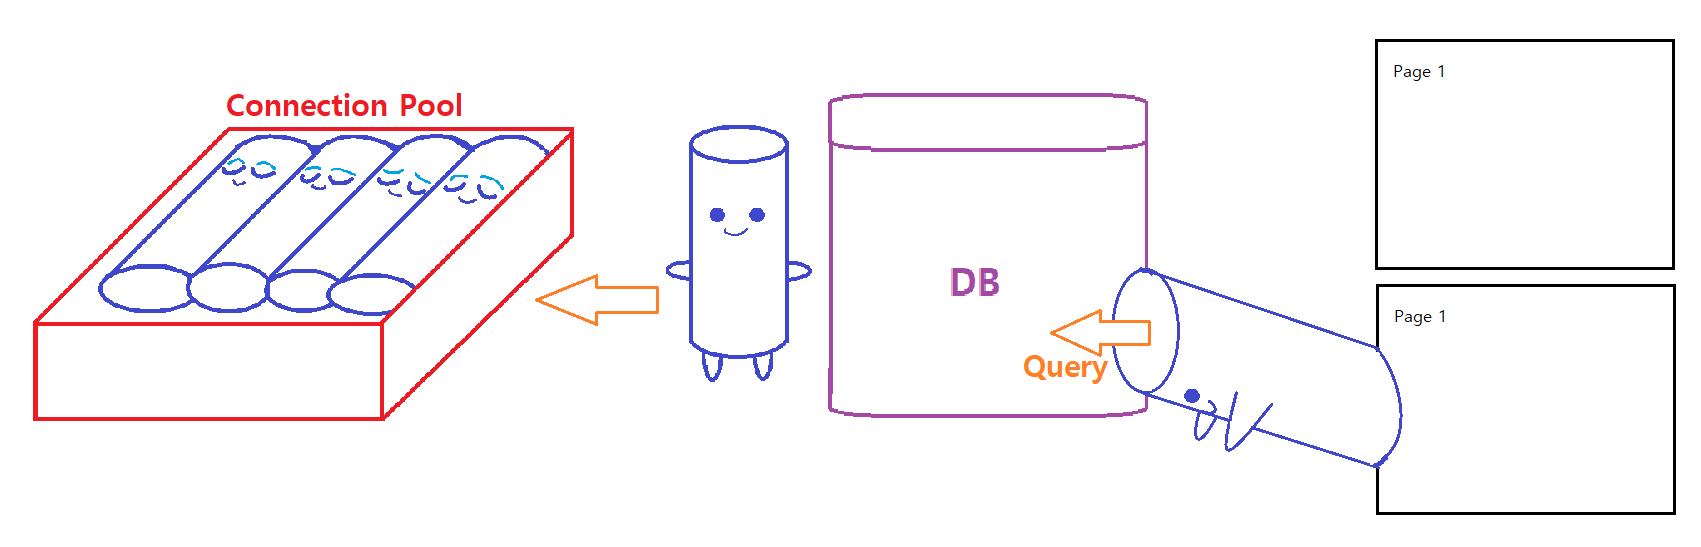 Connection Pool
DB
Query
Page 1
Page 1